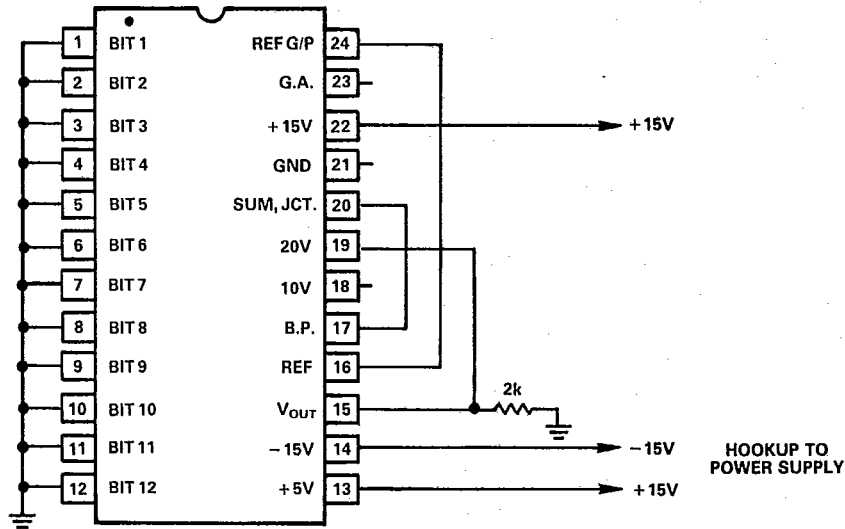 1 BIT 1 REF G/P 24
2 BIT 2 G.A. 23
3 BIT 3 +15V 22 +15V
4 BIT 4 GND 21
5 BIT 5 SUM, JCT. 20
6 BIT 6 20V 19
7 BIT 7 10V 18
8 BIT 8 B.P. 17
9 BIT 9 REF 16
2k
10 BIT 10 VOUT 15
11 BIT 11 -15V 14 -15V
12 BIT 12 +5V 13 +15V
HOOKUP TO
POWER SUPPLY